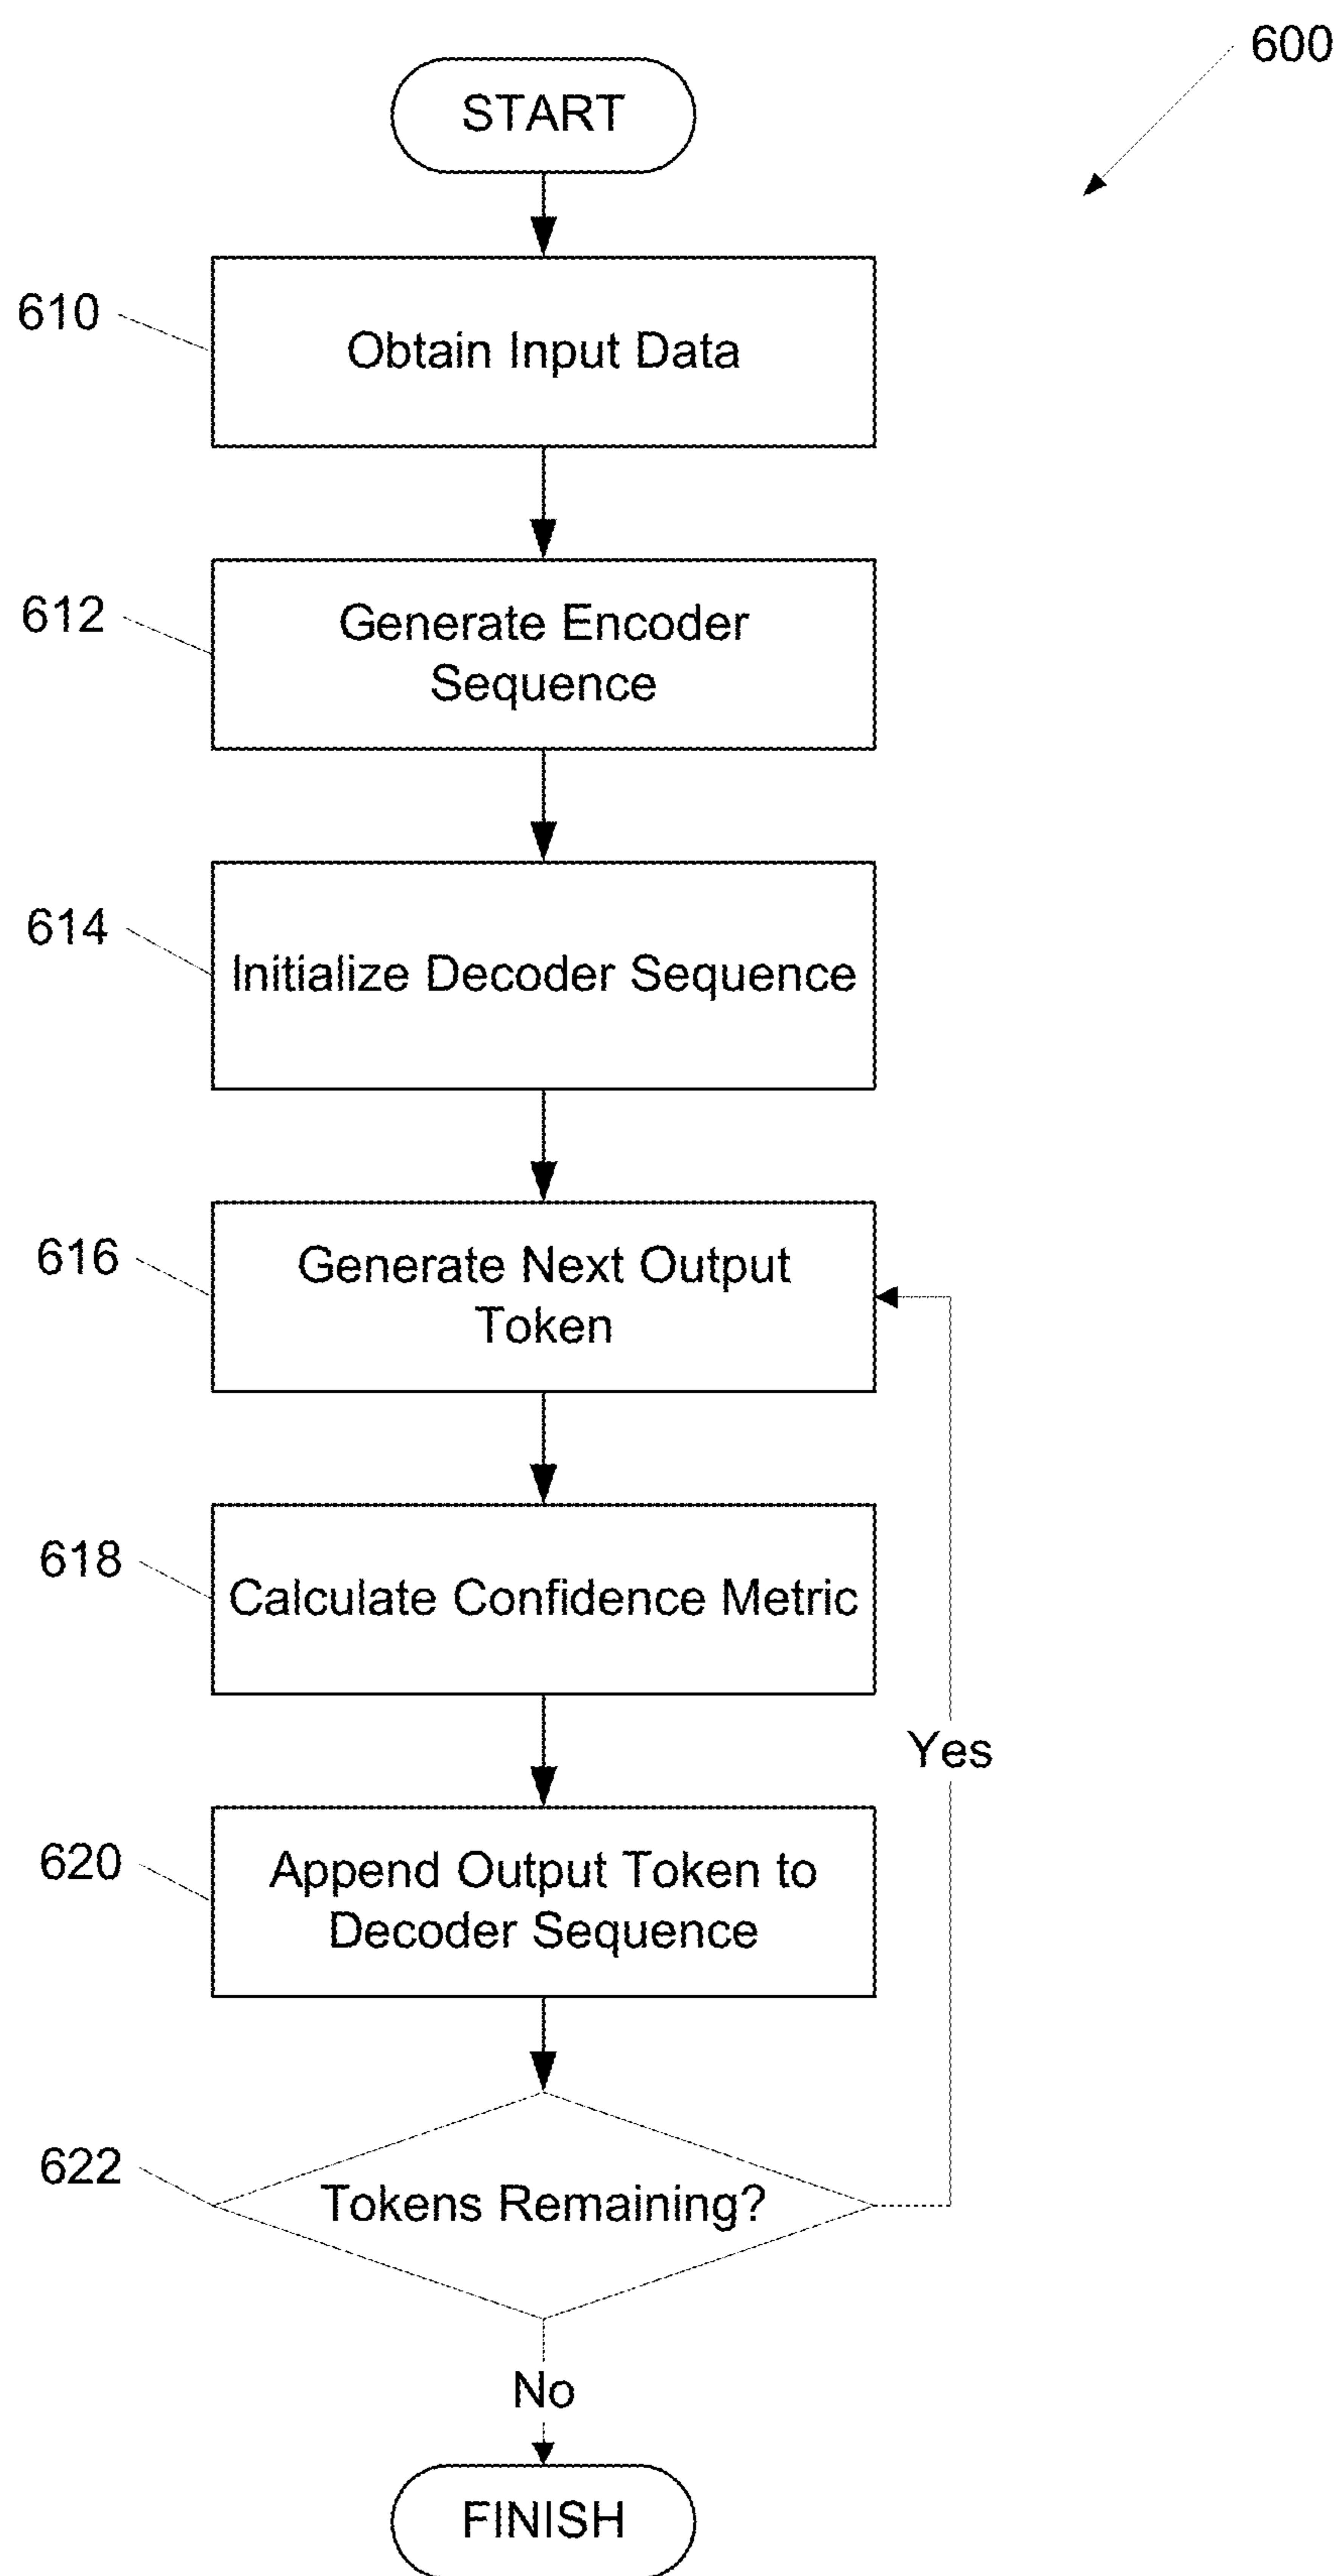 600
START
610
Obtain Input Data
612
Generate Encoder
Sequence
614
Initialize Decoder Sequence
616
Generate Next Output
Token
618
Calculate Confidence Metric
Yes
620
Append Output Token to
Decoder Sequence
622
Tokens Remaining?
No
FINISH